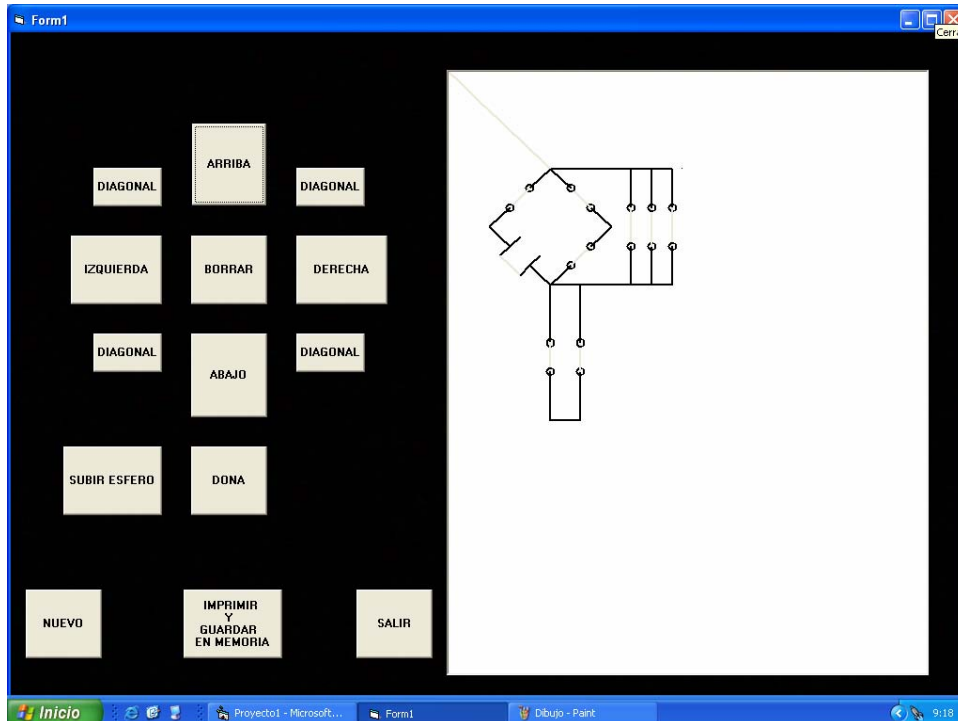 Form1
Cerra
ARRIBA
DIAGONAL
DIAGONAL
IZQUIERDA
BORRAR
DERECHA
DIAGONAL
DIAGONAL
ABAJO
SUBIR ESFERO
DONA
NUEVO
IMPRIMIR
Y
GUARDAR
EN MEMORIA
SALIR
Inicio
Proyecto1 - Microsoft...
Form1
Dibujo - Paint
9:18